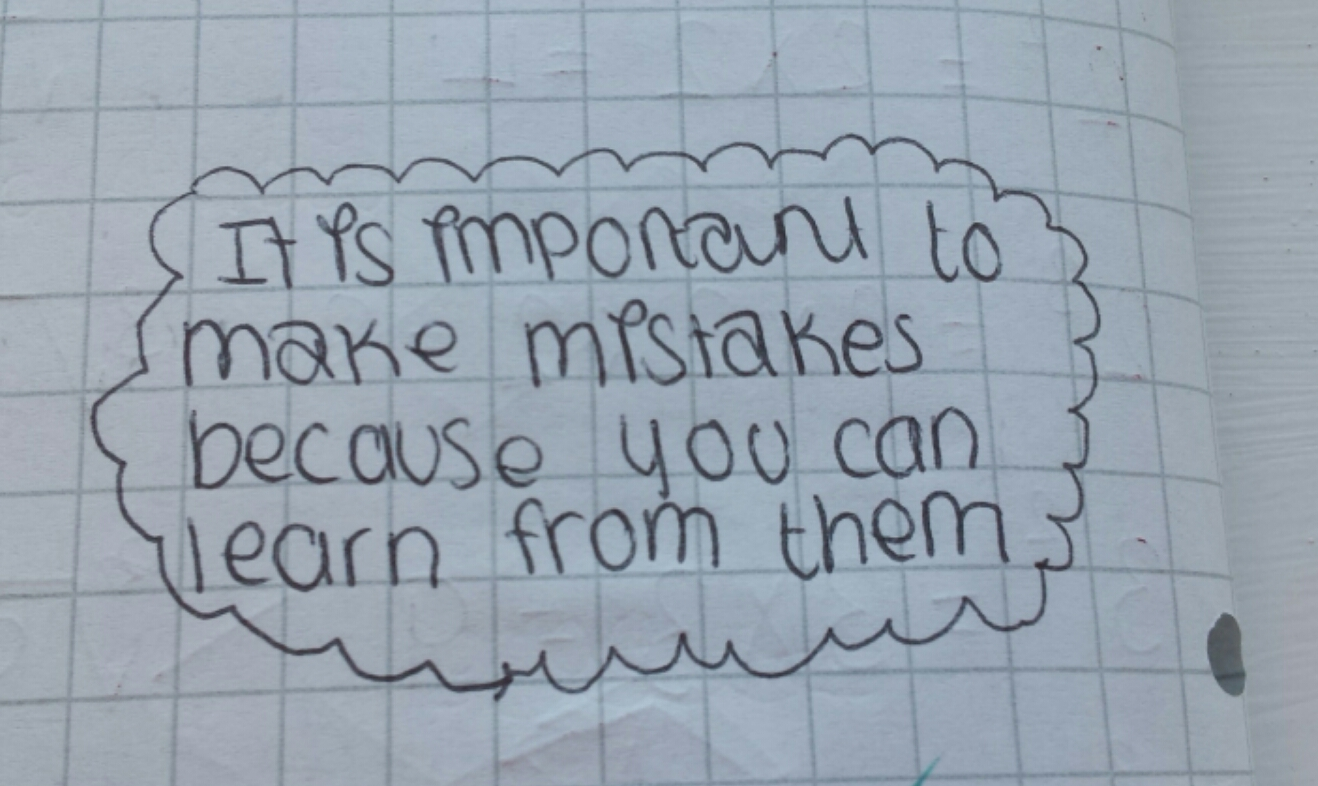 It is important to
make mistakes
because you can
learn from them